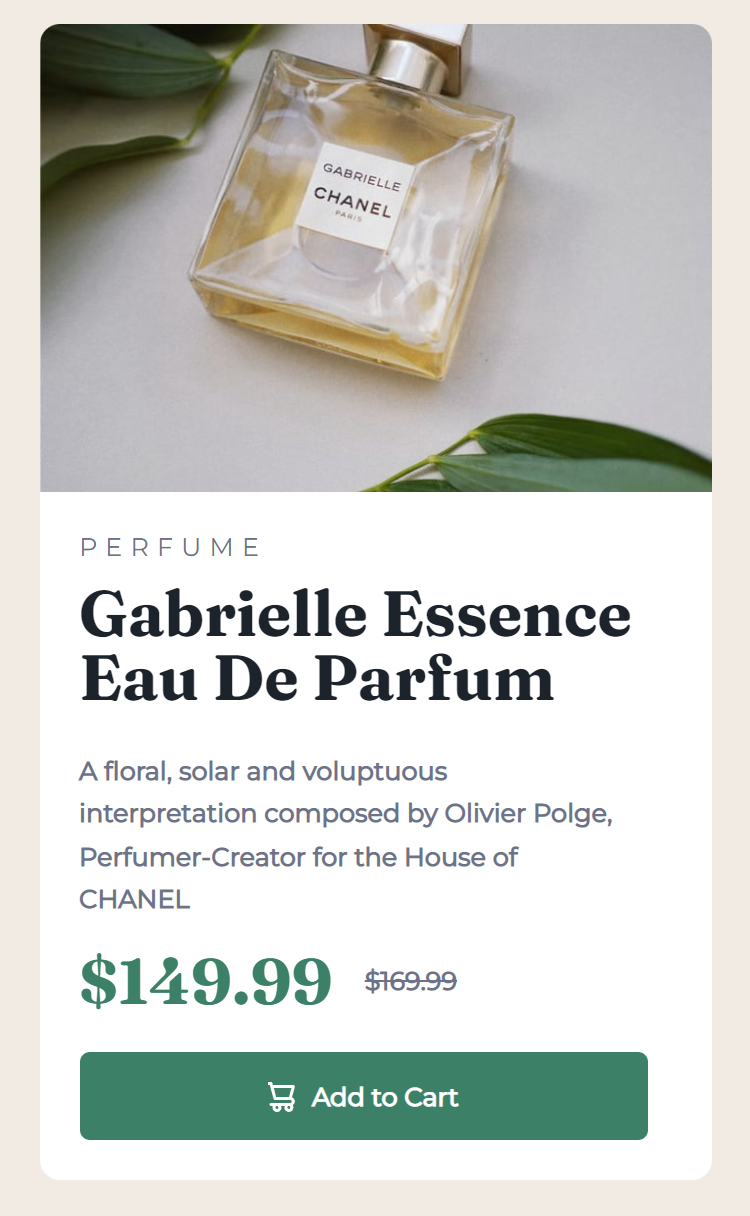 GABRIELLE
CHANEL
PARIS
PERFUME
Gabrielle Essence
Eau De Parfum
A floral, solar and voluptuous
interpretation composed by Olivier Polge,
Perfumer-Creator for the House of
CHANEL
$149.99 $169.99
Add to Cart